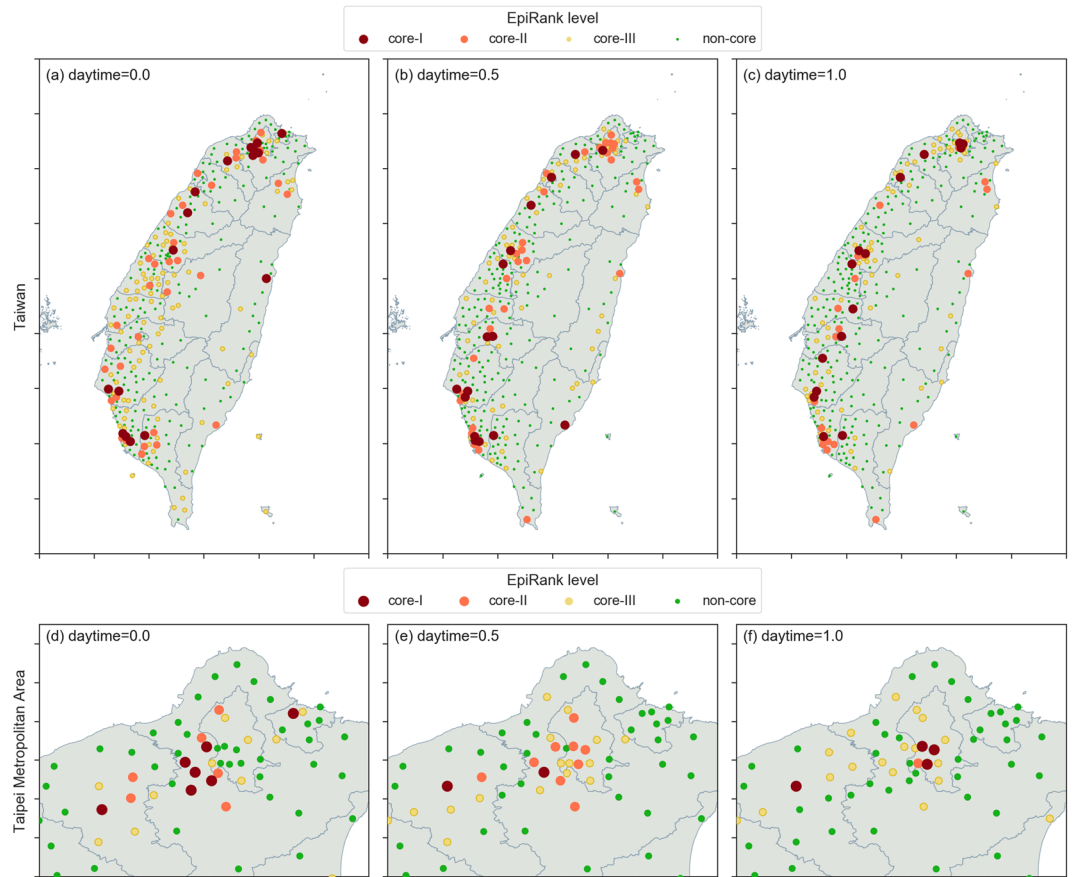 EpiRank level
core-I core-II core-III non-core
(a) daytime=0.0
(b) daytime=0.5
(c) daytime=1.0
Taiwan
EpiRank level
core-I core-II core-III non-core
(d) daytime=0.0
(e) daytime=0.5
(f) daytime=1.0
Taipei Metropolitan Area